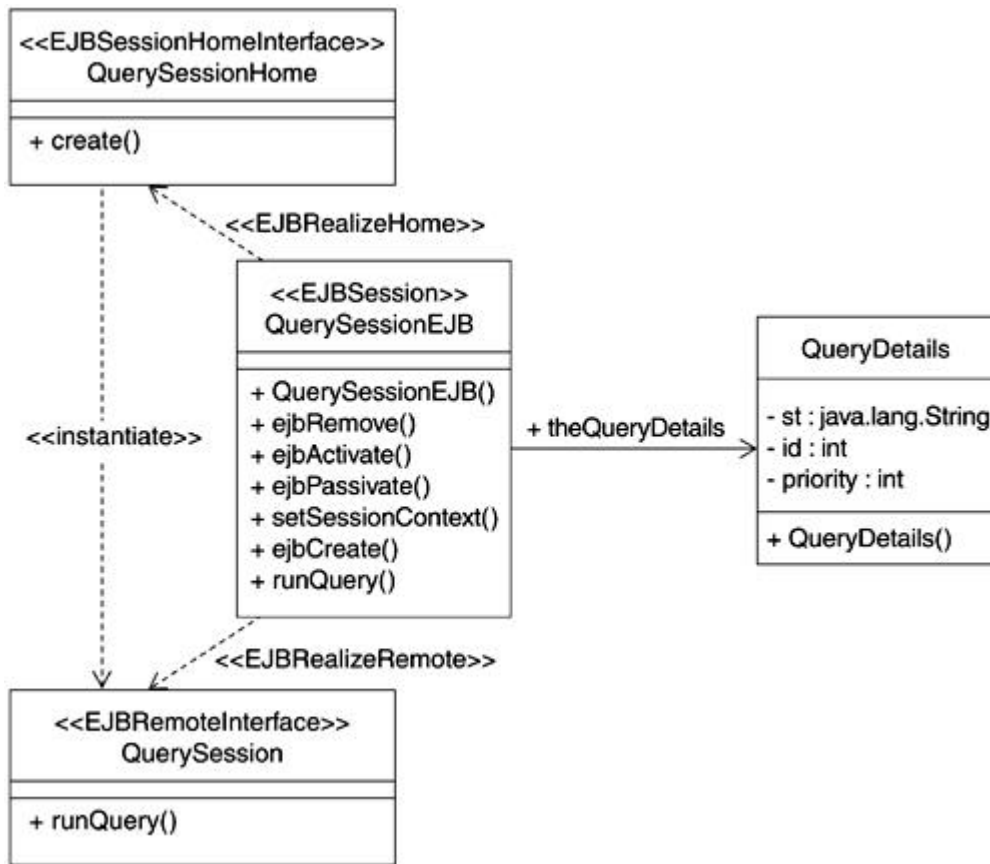 <<EJBSessionHomeInterface>>
QuerySessionHome
+ create()
<<EJBRealizeHome>>
<<EJBSession>>
QuerySessionEJB
+ QuerySessionEJB()
+ ejbRemove()
+ ejbActivate()
+ ejbPassivate()
+ setSessionContext()
+ ejbCreate()
+ runQuery()
<<instantiate>>
+ theQueryDetails
QueryDetails
- st : java.lang.String
- id : int
- priority : int
+ QueryDetails()
<<EJBRealizeRemote>>
<<EJBRemoteInterface>>
QuerySession
+ runQuery()